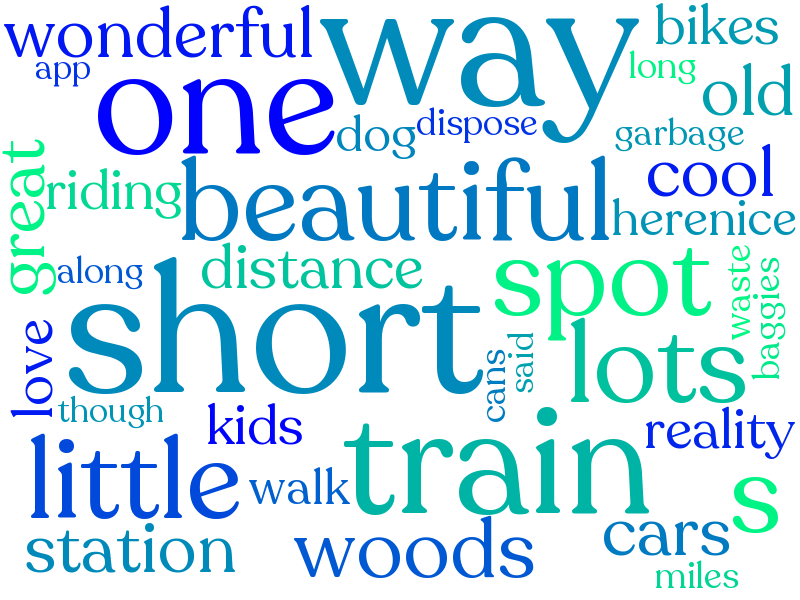 wonderful
way
bikes
app
long
one
old
dog
dispose
garbage
great
riding
beautiful
cool
herenice
along
distance
spot
waste
baggies
short
love
cans
said
lots
though
kids
train
reality
little
walk
s
station
woods
cars
miles